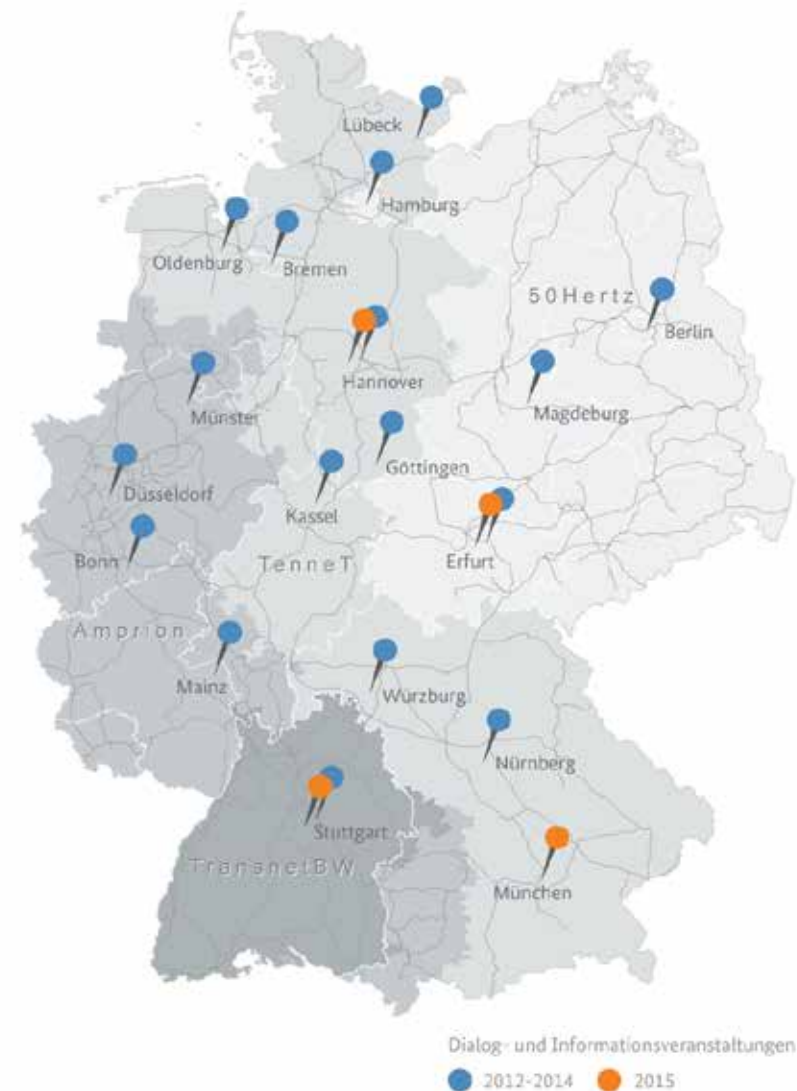 Lübeck
Hamburg
Oldenburg
Bremen
50Hertz
Berlin
Hannover
Magdeburg
Münster
Göttingen
Düsseldorf
Kassel
Erfurt
Bonn
TenneT
Amprion
Mainz
Würzburg
Nürnberg
Stuttgart
TransnetBW
München
Dialog- und Informationsveranstaltungen
2012-2014 2015